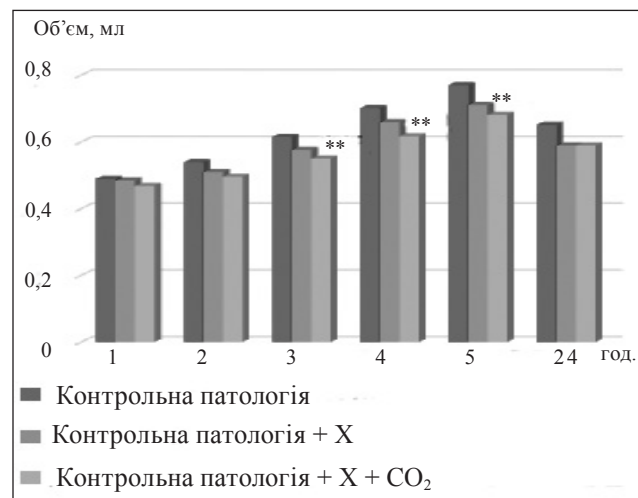 Об’єм, мл
0,8
0,6
0,4
0,2
0
** ** **
1 2 3 4 5 24 год.
Контрольна патологія
Контрольна патологія + X
Контрольна патологія + X + CO₂